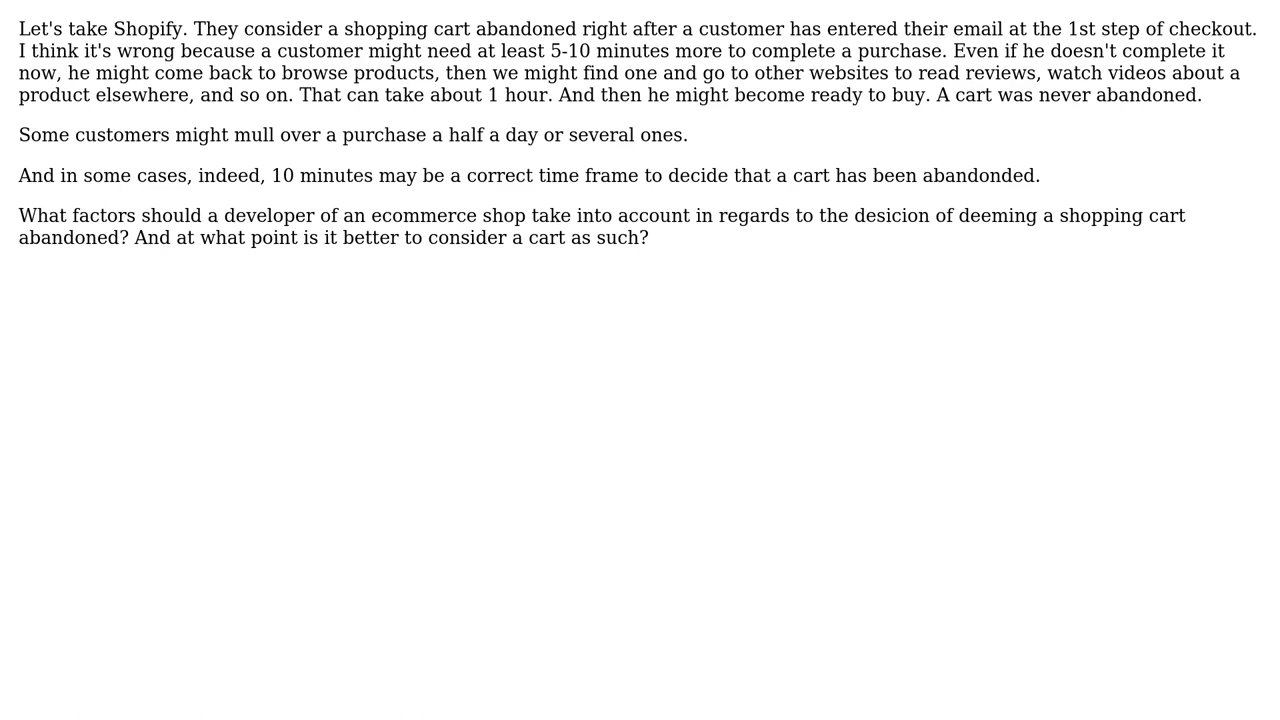 Let's take Shopify. They consider a shopping cart abandoned right after a customer has entered their email at the 1st step of checkout.
I think it's wrong because a customer might need at least 5-10 minutes more to complete a purchase. Even if he doesn't complete it
now, he might come back to browse products, then we might find one and go to other websites to read reviews, watch videos about a
product elsewhere, and so on. That can take about 1 hour. And then he might become ready to buy. A cart was never abandoned.
Some customers might mull over a purchase a half a day or several ones.
And in some cases, indeed, 10 minutes may be a correct time frame to decide that a cart has been abandonded.
What factors should a developer of an ecommerce shop take into account in regards to the desicion of deeming a shopping cart
abandoned? And at what point is it better to consider a cart as such?